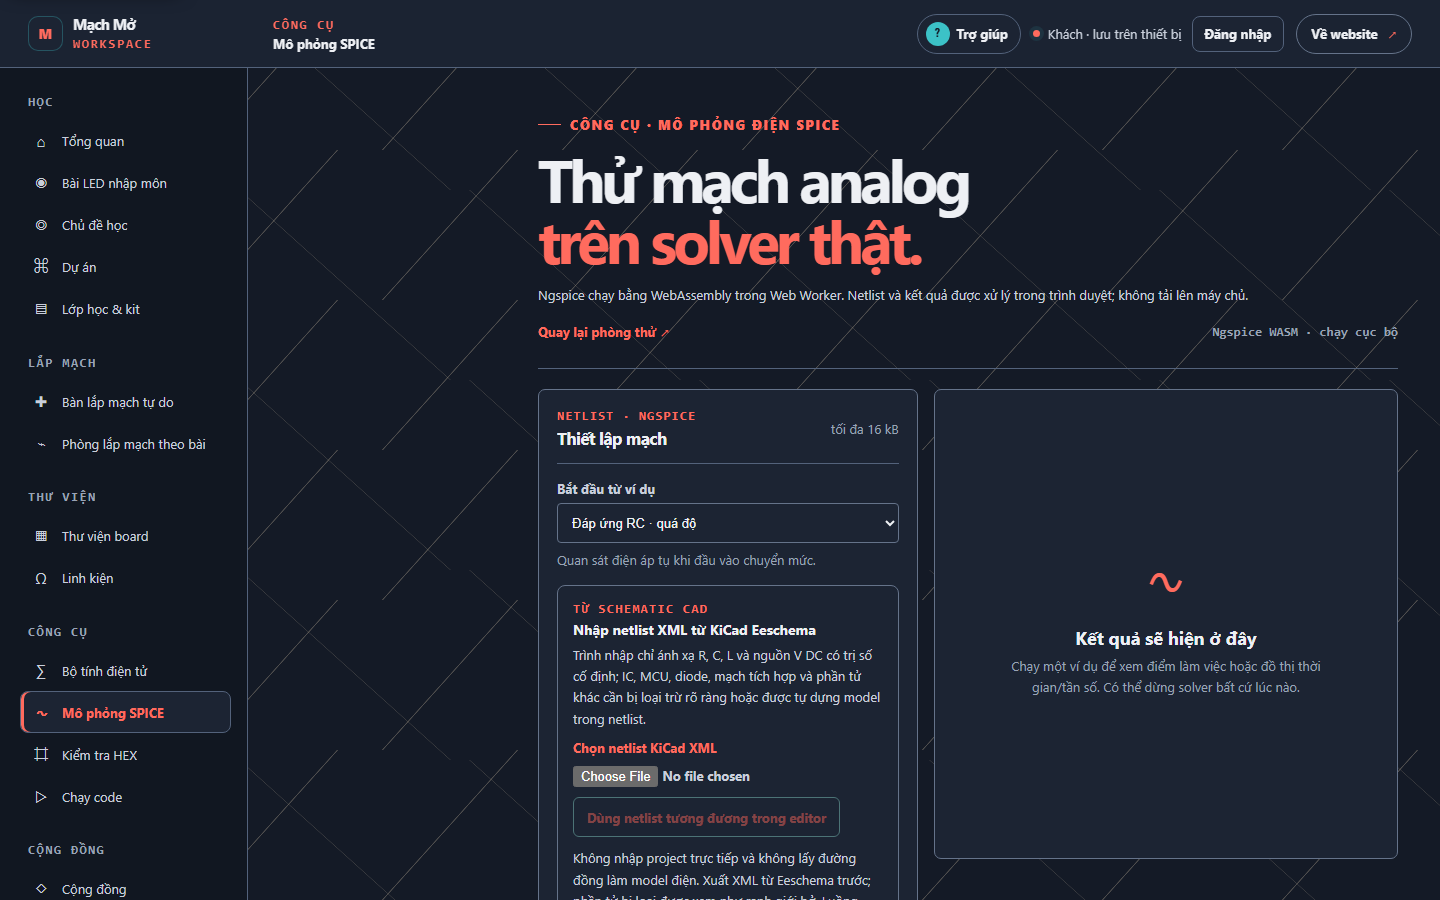 M
Mạch Mở
WORKSPACE
CÔNG CỤ
Mô phỏng SPICE
? Trợ giúp
Khách · lưu trên thiết bị
Đăng nhập
Về website ↗
HỌC
Tổng quan
Bài LED nhập môn
Chủ đề học
Dự án
Lớp học & kit
LẮP MẠCH
Bàn lắp mạch tự do
Phòng lắp mạch theo bài
THƯ VIỆN
Thư viện board
Ω Linh kiện
CÔNG CỤ
∑ Bộ tính điện tử
Mô phỏng SPICE
Kiểm tra HEX
Chạy code
CỘNG ĐỒNG
Cộng đồng
CÔNG CỤ · MÔ PHỎNG ĐIỆN SPICE
Thử mạch analog
trên solver thật.
Ngspice chạy bằng WebAssembly trong Web Worker. Netlist và kết quả được xử lý trong trình duyệt; không tải lên máy chủ.
Quay lại phòng thử ↗
Ngspice WASM · chạy cục bộ
NETLIST · NGSPICE
Thiết lập mạch
tối đa 16 kB
Bắt đầu từ ví dụ
Đáp ứng RC · quá độ
Quan sát điện áp tụ khi đầu vào chuyển mức.
TỪ SCHEMATIC CAD
Nhập netlist XML từ KiCad Eeschema
Trình nhập chỉ ánh xạ R, C, L và nguồn V DC có trị số
cố định; IC, MCU, diode, mạch tích hợp và phần tử
khác cần bị loại trừ rõ ràng hoặc được tự dựng model
trong netlist.
Chọn netlist KiCad XML
Choose File No file chosen
Dùng netlist tương đương trong editor
Không nhập project trực tiếp và không lấy đường
đồng làm model điện. Xuất XML từ Eeschema trước;
Kết quả sẽ hiện ở đây
Chạy một ví dụ để xem điểm làm việc hoặc đồ thị thời
gian/tần số. Có thể dừng solver bất cứ lúc nào.